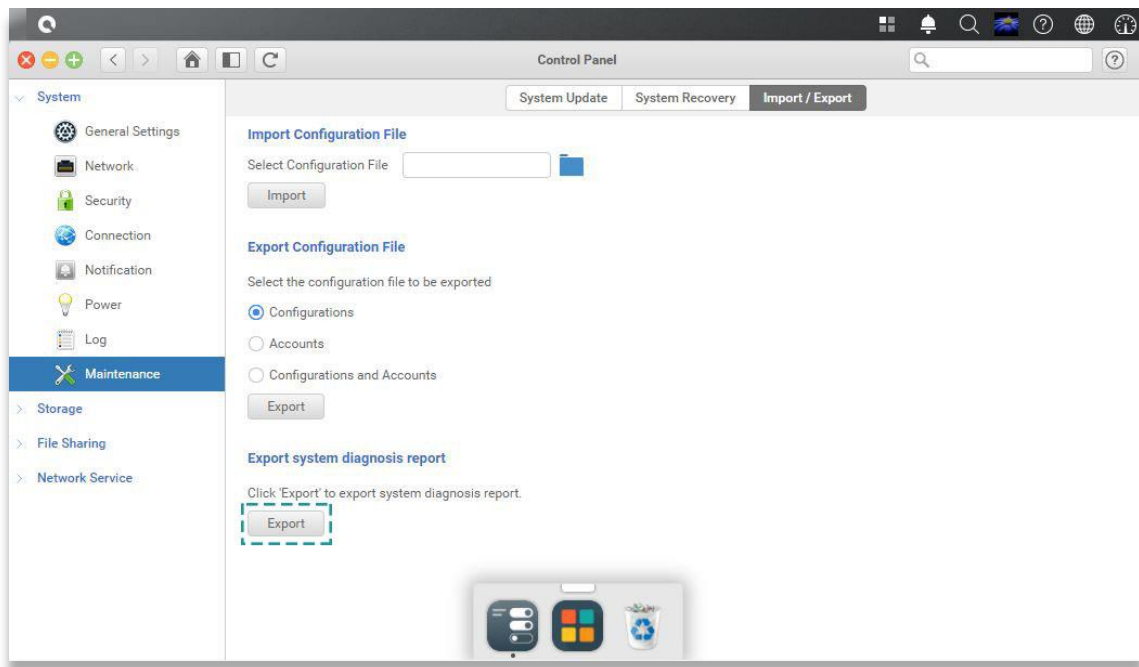 Control Panel
System
General Settings
Network
Security
Connection
Notification
Power
Log
Maintenance
Storage
File Sharing
Network Service
System Update
System Recovery
Import / Export
Import Configuration File
Select Configuration File
Import
Export Configuration File
Select the configuration file to be exported
Configurations
Accounts
Configurations and Accounts
Export
Export system diagnosis report
Click 'Export' to export system diagnosis report.
Export